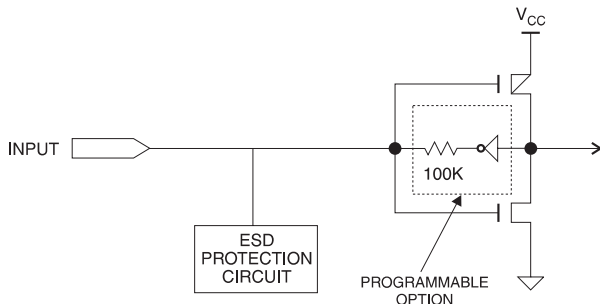 VCC
INPUT
100K
ESD
PROTECTION
CIRCUIT
PROGRAMMABLE
OPTION